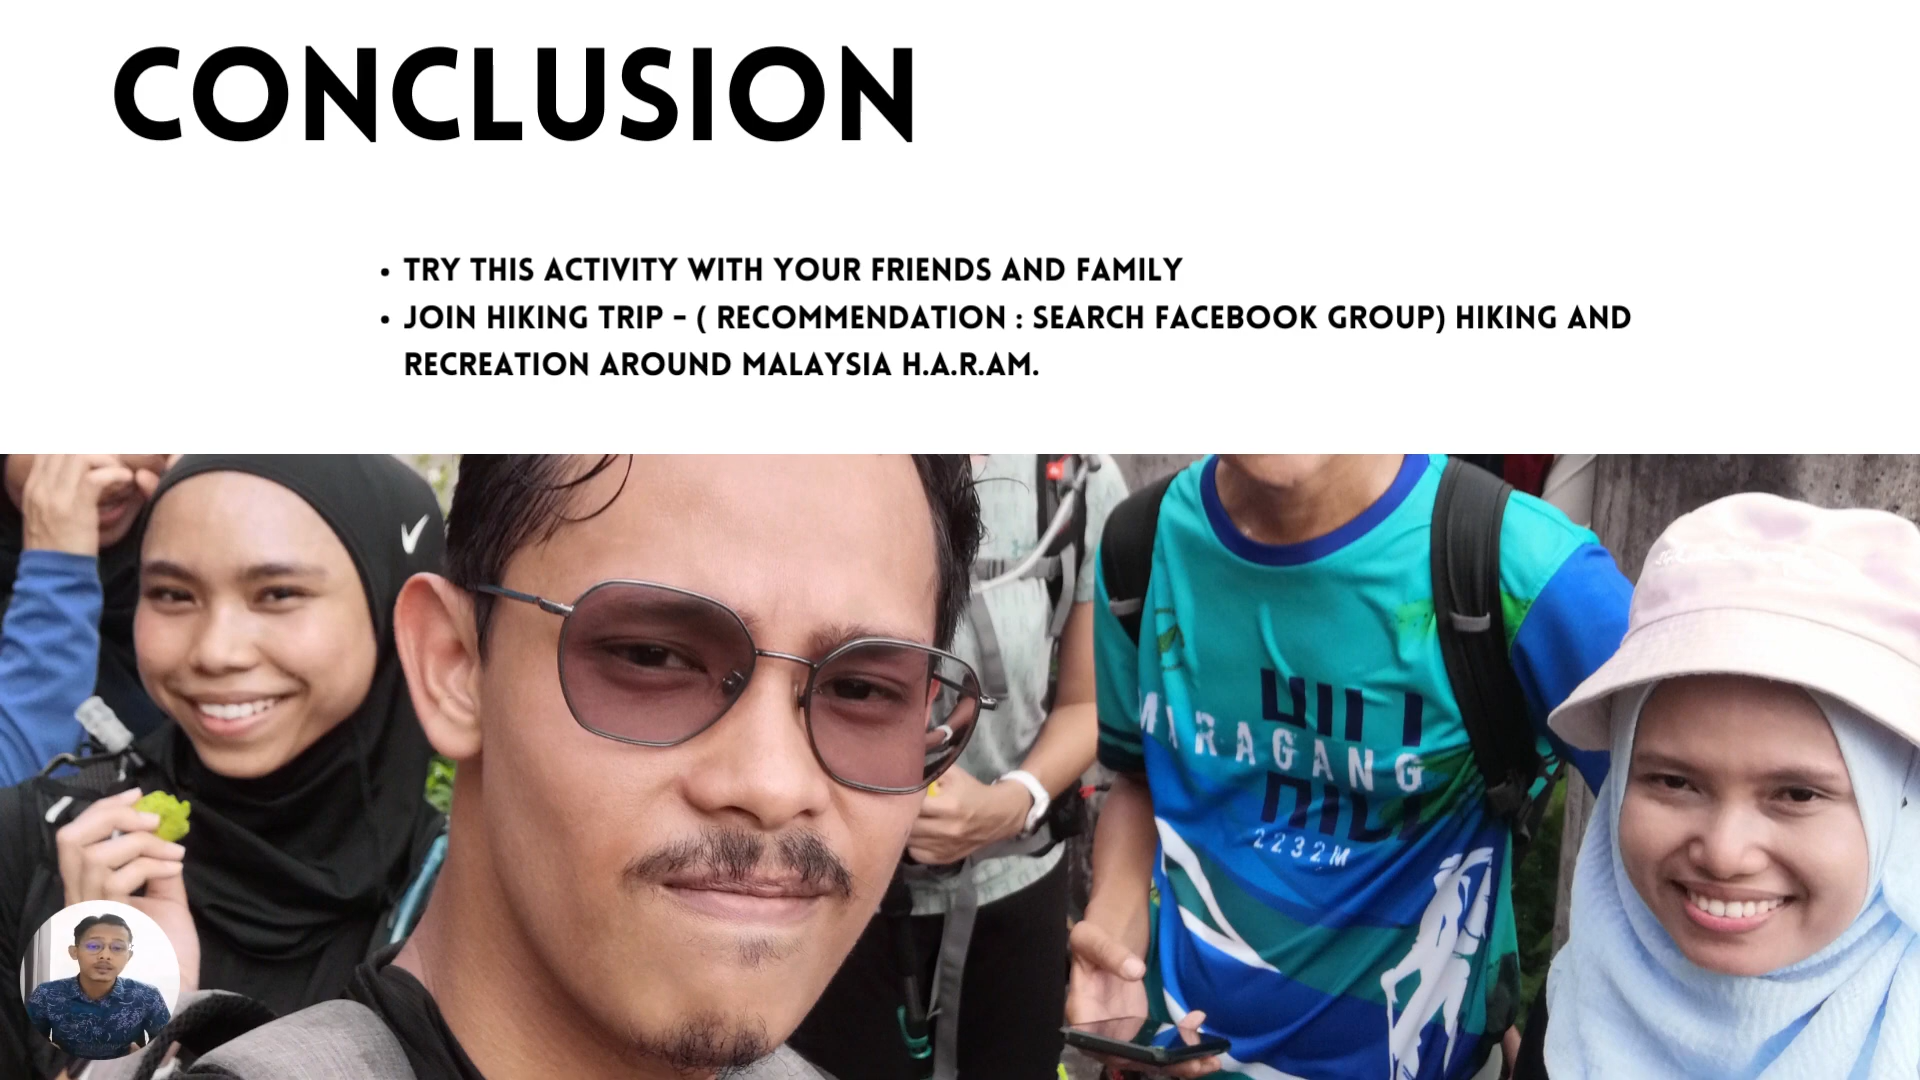 CONCLUSION
• TRY THIS ACTIVITY WITH YOUR FRIENDS AND FAMILY
• JOIN HIKING TRIP - ( RECOMMENDATION : SEARCH FACEBOOK GROUP) HIKING AND
RECREATION AROUND MALAYSIA H.A.R.AM.
MARAGANG
2232M